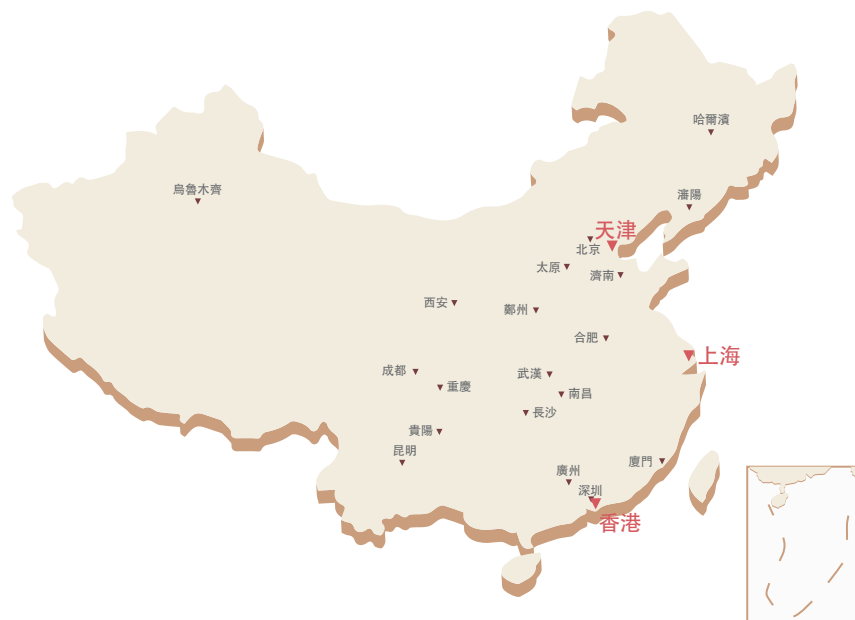 哈爾濱
烏魯木齊
瀋陽
天津
北京
太原
濟南
西安
鄭州
合肥
上海
成都
武漢
重慶
南昌
長沙
貴陽
昆明
廈門
廣州
深圳
香港